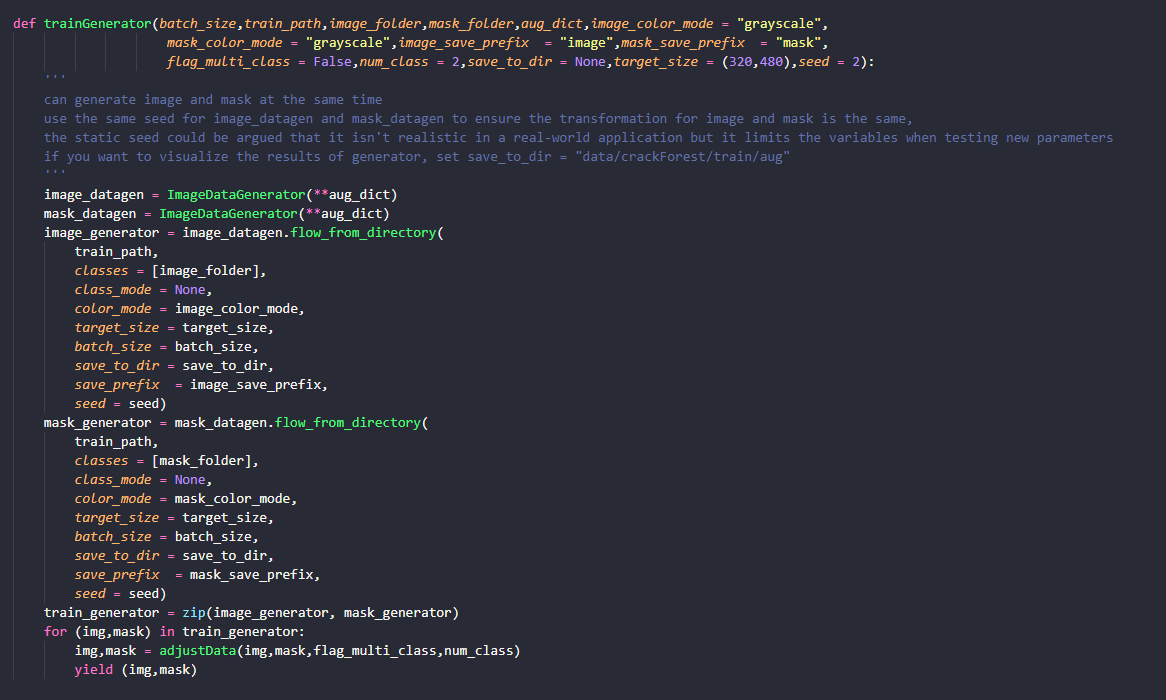 def trainGenerator(batch_size,train_path,image_folder,mask_folder,aug_dict,image_color_mode = "grayscale",
                    mask_color_mode = "grayscale",image_save_prefix  = "image",mask_save_prefix  = "mask",
                    flag_multi_class = False,num_class = 2,save_to_dir = None,target_size = (320,480),seed = 2):
    '''
    can generate image and mask at the same time
    use the same seed for image_datagen and mask_datagen to ensure the transformation for image and mask is the same,
    the static seed could be argued that it isn't realistic in a real-world application but it limits the variables when testing new parameters
    if you want to visualize the results of generator, set save_to_dir = "data/crackForest/train/aug"
    '''
    image_datagen = ImageDataGenerator(**aug_dict)
    mask_datagen = ImageDataGenerator(**aug_dict)
    image_generator = image_datagen.flow_from_directory(
        train_path,
        classes = [image_folder],
        class_mode = None,
        color_mode = image_color_mode,
        target_size = target_size,
        batch_size = batch_size,
        save_to_dir = save_to_dir,
        save_prefix  = image_save_prefix,
        seed = seed)
    mask_generator = mask_datagen.flow_from_directory(
        train_path,
        classes = [mask_folder],
        class_mode = None,
        color_mode = mask_color_mode,
        target_size = target_size,
        batch_size = batch_size,
        save_to_dir = save_to_dir,
        save_prefix  = mask_save_prefix,
        seed = seed)
    train_generator = zip(image_generator, mask_generator)
    for (img,mask) in train_generator:
        img,mask = adjustData(img,mask,flag_multi_class,num_class)
        yield (img,mask)